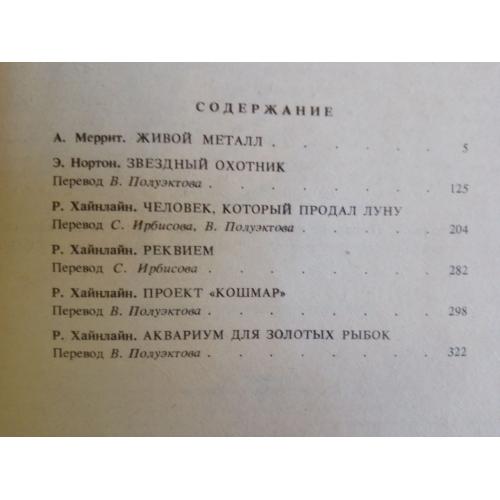 СОДЕРЖАНИЕ
А. Меррит. ЖИВОЙ МЕТАЛЛ . . . . . . . 5
Э. Нортон. ЗВЕЗДНЫЙ ОХОТНИК
Перевод В. Полуэктова . . . . . . . . . 125
Р. Хайнлайн. ЧЕЛОВЕК, КОТОРЫЙ ПРОДАЛ ЛУНУ
Перевод С. Ирбисова, В. Полуэктова . . . . . 204
Р. Хайнлайн. РЕКВИЕМ
Перевод С. Ирбисова . . . . . . . . . 282
Р. Хайнлайн. ПРОЕКТ «КОШМАР»
Перевод В. Полуэктова . . . . . . . . . 298
Р. Хайнлайн. АКВАРИУМ ДЛЯ ЗОЛОТЫХ РЫБОК
Перевод В. Полуэктова . . . . . . . . . 322